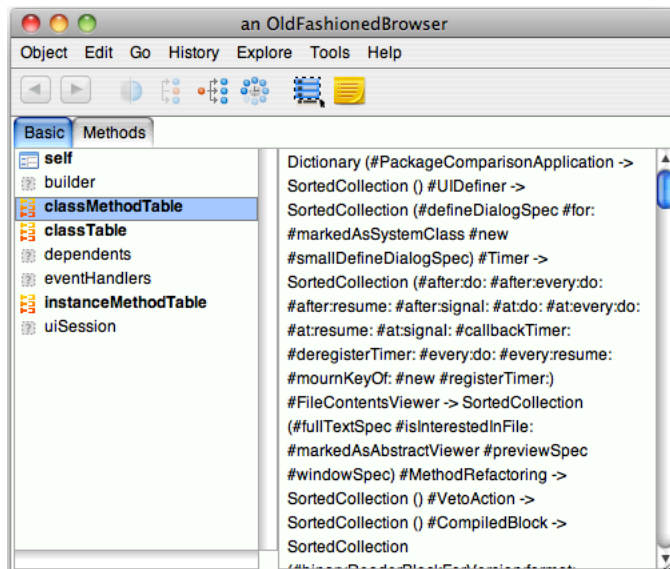 an OldFashionedBrowser
Object Edit Go History Explore Tools Help
Basic Methods
self
builder
classMethodTable
classTable
dependents
eventHandlers
instanceMethodTable
uiSession
Dictionary (#PackageComparisonApplication ->
SortedCollection () #UIDefiner ->
SortedCollection (#defineDialogSpec #for:
#markedAsSystemClass #new
#smallDefineDialogSpec) #Timer ->
SortedCollection (#after:do: #after:every:do:
#after:resume: #after:signal: #at:do: #at:every:do:
#at:resume: #at:signal: #callbackTimer:
#deregisterTimer: #every:do: #every:resume:
#mournKeyOf: #new #registerTimer:)
#FileContentsViewer -> SortedCollection
(#fullTextSpec #isInterestedInFile:
#markedAsAbstractViewer #previewSpec
#windowSpec) #MethodRefactoring ->
SortedCollection () #VetoAction ->
SortedCollection () #CompiledBlock ->
SortedCollection